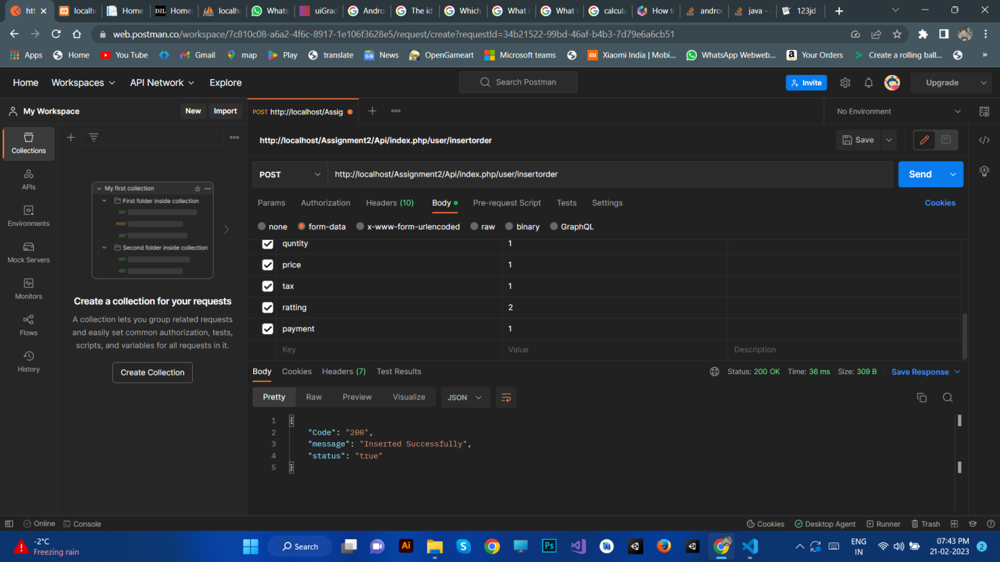 htt
localh
Home
DZL Home
localh
Whats
uiGrad
Andro
The id
Which
What i
What i
calcula
How t
androi
java - 
123jd
web.postman.co/workspace/7c810c08-a6a2-4f6c-8917-1e106f3628e5/request/create?requestId=34b21522-99bd-46af-b4b3-7d79e6a6cb51
Apps
Home
You Tube
Gmail
map
Play
translate
News
OpenGameart
Microsoft teams
Xiaomi India | Mobi...
WhatsApp Webweb...
Your Orders
Create a rolling ball...
»
Home
Workspaces
API Network
Explore
Search Postman
Invite
Upgrade
My Workspace
New
Import
POST http://localhost/Assig
No Environment
Collections
APIs
Environments
Mock Servers
Monitors
Flows
History
My first collection
First folder inside collection
GET
POST
GET
Second folder inside collection
GET
GET
Create a collection for your requests
A collection lets you group related requests
and easily set common authorization, tests,
scripts, and variables for all requests in it.
Create Collection
http://localhost/Assignment2/Api/index.php/user/insertorder
Save
POST
http://localhost/Assignment2/Api/index.php/user/insertorder
Send
Params
Authorization
Headers (10)
Body
Pre-request Script
Tests
Settings
Cookies
none
form-data
x-www-form-urlencoded
raw
binary
GraphQL
quntity 1
price 1
tax 1
ratting 2
payment 1
Key Value Description
Body
Cookies
Headers (7)
Test Results
Status: 200 OK
Time: 36 ms
Size: 309 B
Save Response
Pretty
Raw
Preview
Visualize
JSON
1 {
2 "Code": "200",
3 "message": "Inserted Successfully",
4 "status": "true"
5 }
Online
Console
Cookies
Desktop Agent
Runner
Trash
-2°C
Freezing rain
Search
Ai
Ps
ENG
IN
07:43 PM
21-02-2023
2